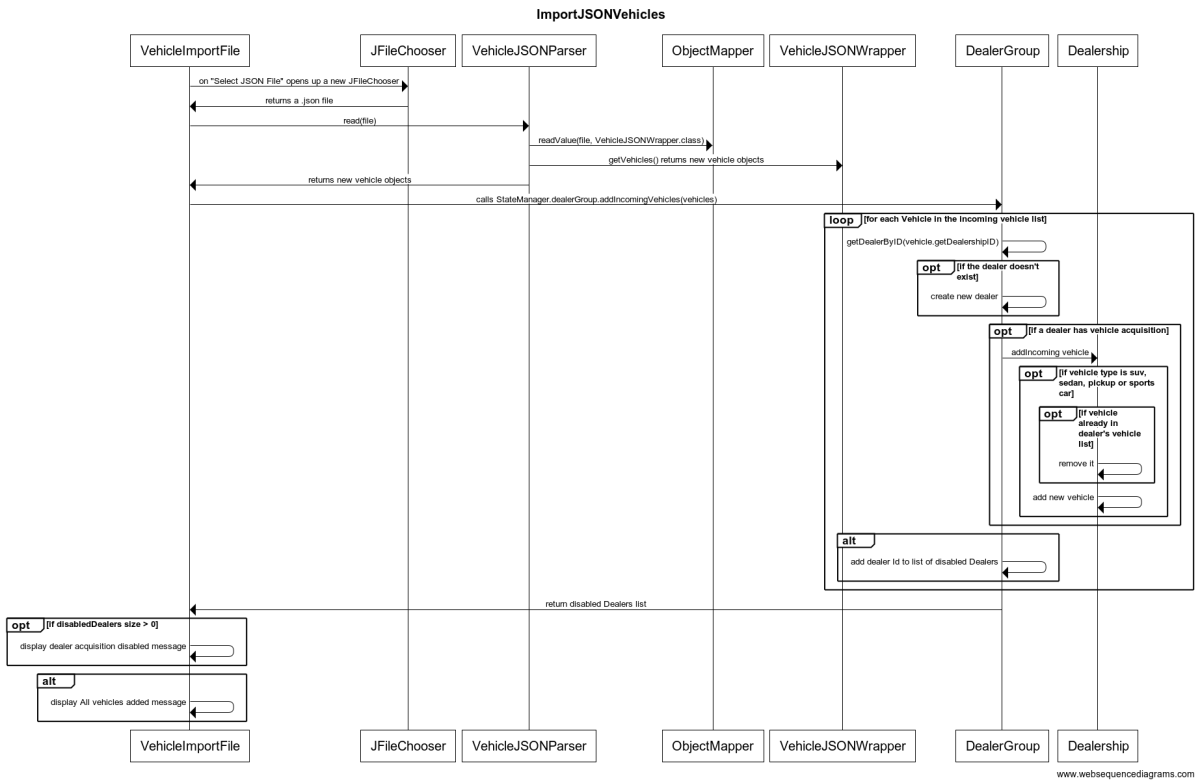 ImportJSONVehicles
VehicleImportFile
JFileChooser
VehicleJSONParser
ObjectMapper
VehicleJSONWrapper
DealerGroup
Dealership
on "Select JSON File" opens up a new JFileChooser
returns a .json file
read(file)
readValue(file, VehicleJSONWrapper.class)
getVehicles() returns new vehicle objects
returns new vehicle objects
calls StateManager.dealerGroup.addIncomingVehicles(vehicles)
loop
[for each Vehicle in the incoming vehicle list]
getDealerByID(vehicle.getDealershipID)
opt
[if the dealer doesn't
exist]
create new dealer
opt
[if a dealer has vehicle acquisition]
addIncoming vehicle
opt
[if vehicle type is suv,
sedan, pickup or sports
car]
opt
[if vehicle
already in
dealer's vehicle
list]
remove it
add new vehicle
alt
add dealer Id to list of disabled Dealers
return disabled Dealers list
opt
[if disabledDealers size > 0]
display dealer acquisition disabled message
alt
display All vehicles added message
VehicleImportFile
JFileChooser
VehicleJSONParser
ObjectMapper
VehicleJSONWrapper
DealerGroup
Dealership
www.websequencediagrams.com